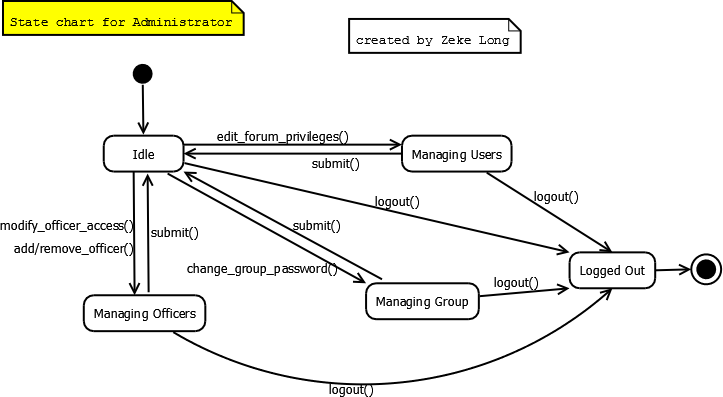 State chart for Administrator
created by Zeke Long
edit_forum_privileges()
Idle
Managing Users
submit()
logout()
logout()
modify_officer_access()
submit()
submit()
add/remove_officer()
change_group_password()
Logged Out
logout()
Managing Officers
Managing Group
logout()